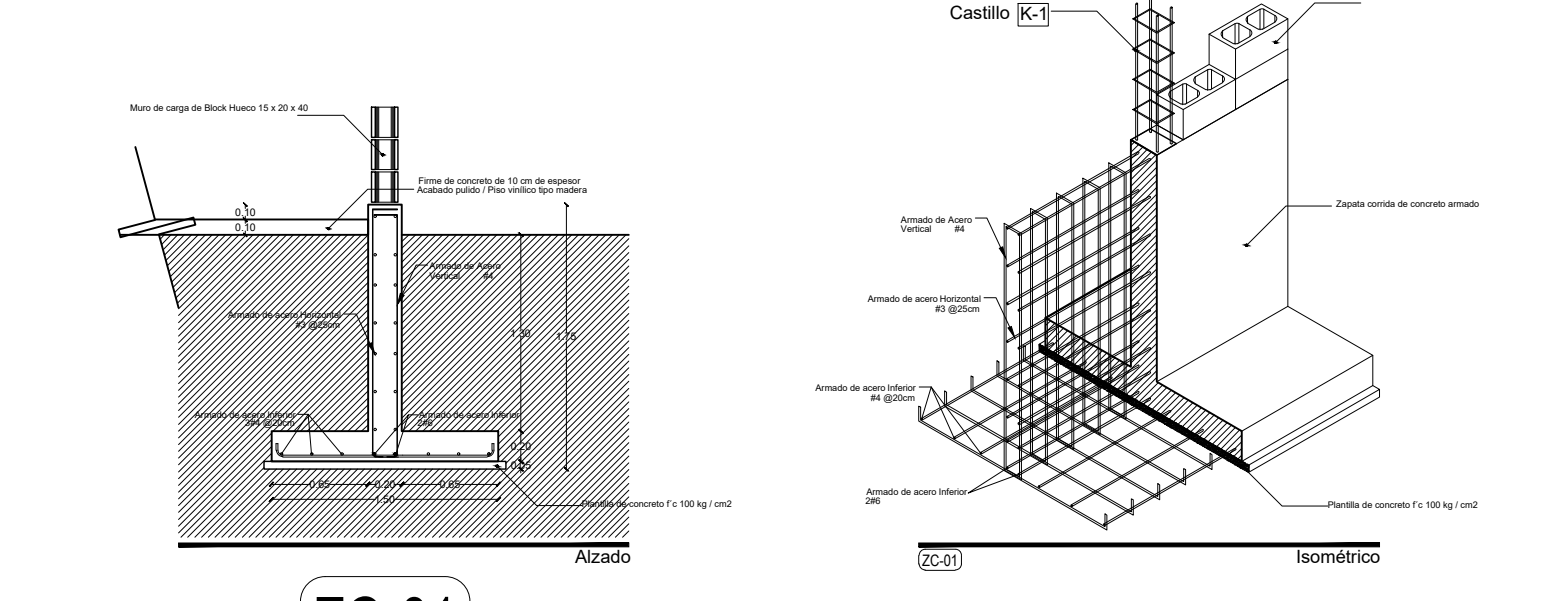 Muro de carga de Block Hueco 15 x 20 x 40
Firme de concreto de 10 cm de espesor
Acabado pulido / Piso vinílico tipo madera
0.10
0.10
Armado de Acero
Vertical #4
Armado de acero Horizontal
#3 @25cm
1.30
1.75
Armado de acero Inferior
3#4 @20cm
Armado de acero Inferior
2#6
0.20
0.05
0.65
0.20
0.65
1.50
Plantilla de concreto f´c 100 kg / cm2
Alzado
Castillo K-1
Armado de Acero
Vertical #4
Zapata corrida de concreto armado
Armado de acero Horizontal
#3 @25cm
Armado de acero Inferior
#4 @20cm
Armado de acero Inferior
2#6
Plantilla de concreto f´c 100 kg / cm2
ZC-01
Isométrico